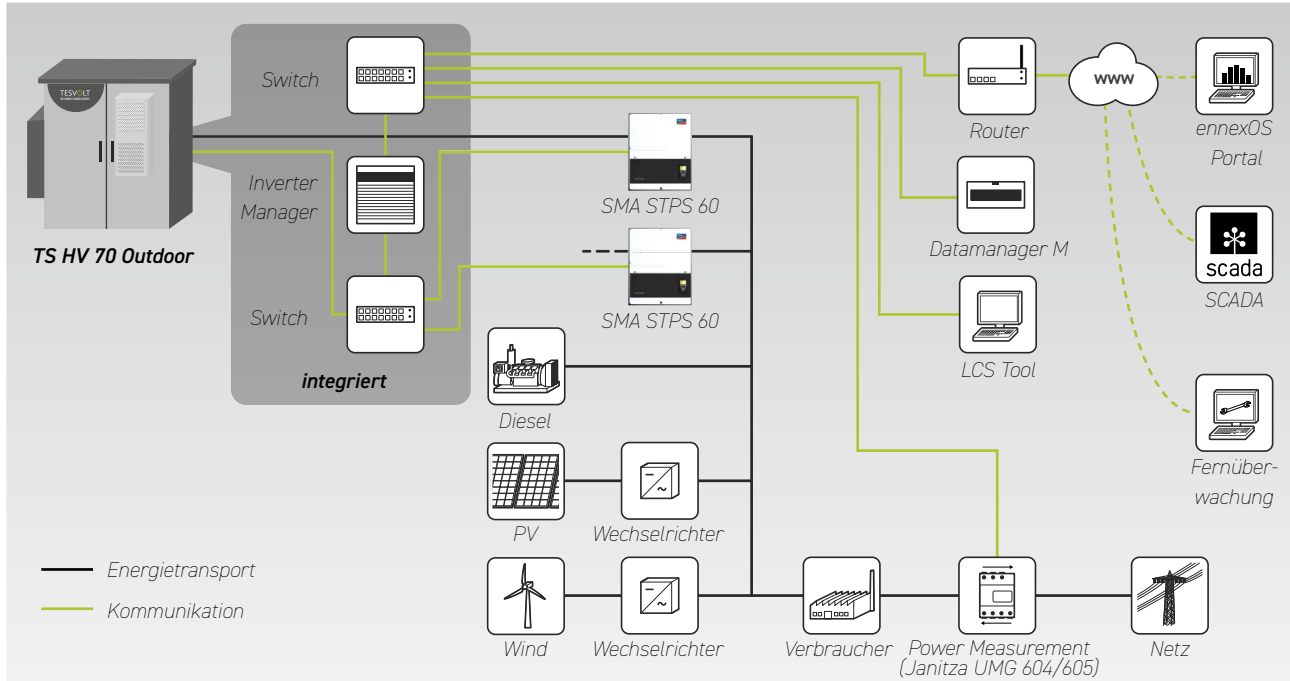 TESVOLT
TS HV 70 Outdoor
Switch
Inverter
Manager
Switch
integriert
SMA STPS 60
SMA STPS 60
Diesel
PV
Wechselrichter
Wind
Wechselrichter
Verbraucher
Power Measurement
(Janitza UMG 604/605)
Netz
Router
www
ennexOS
Portal
Datamanager M
scada
SCADA
LCS Tool
Fernüber-
wachung
Energietransport
Kommunikation